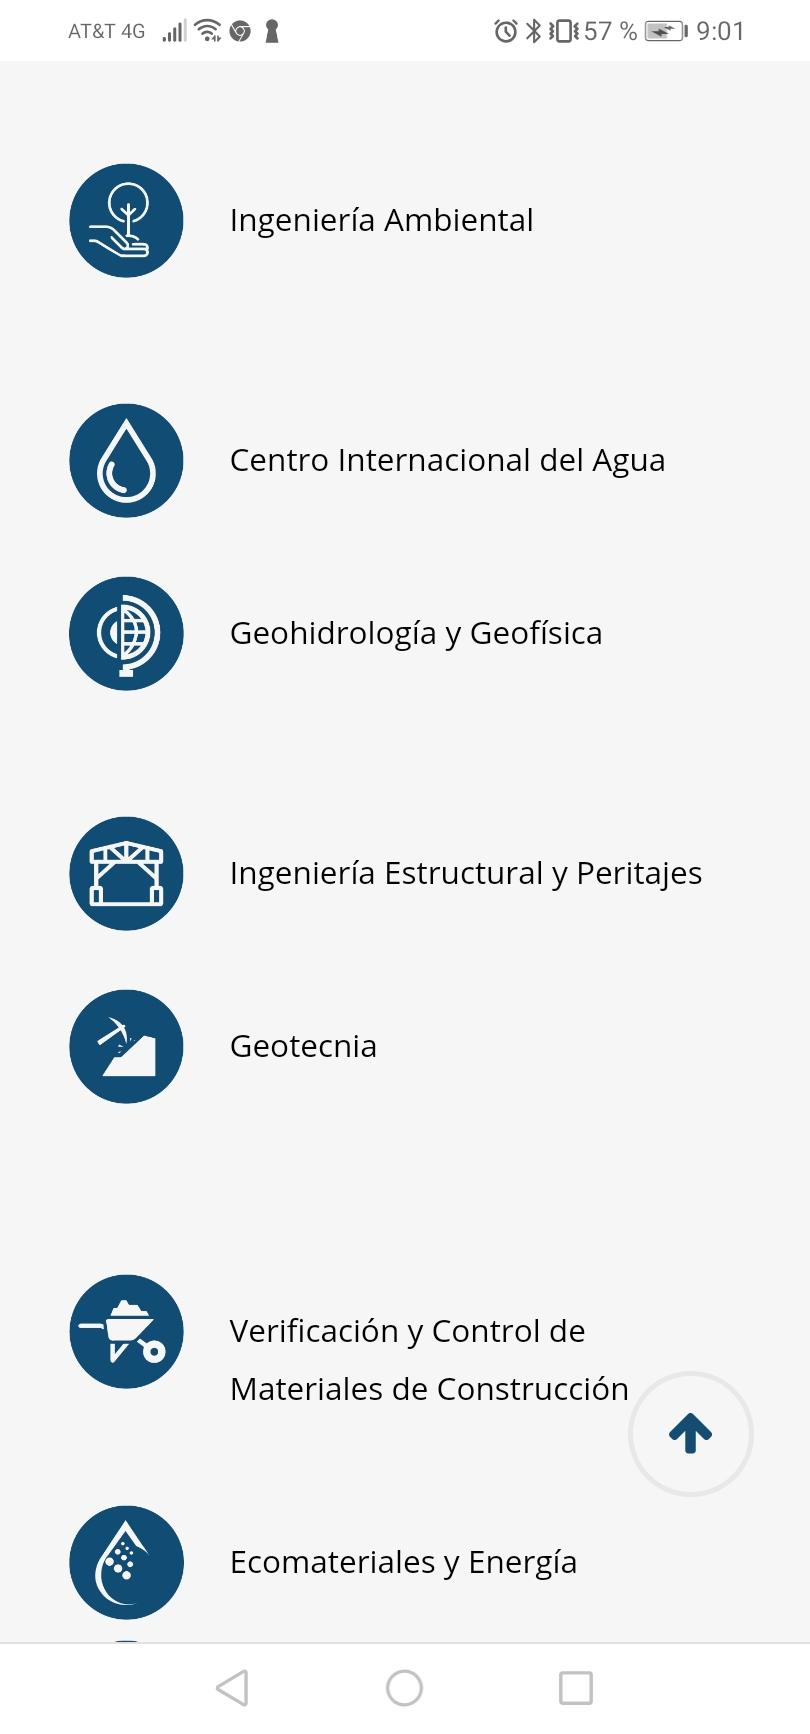 AT&T 4G 57 % 9:01
Ingeniería Ambiental
Centro Internacional del Agua
Geohidrología y Geofísica
Ingeniería Estructural y Peritajes
Geotecnia
Verificación y Control de
Materiales de Construcción
Ecomateriales y Energía